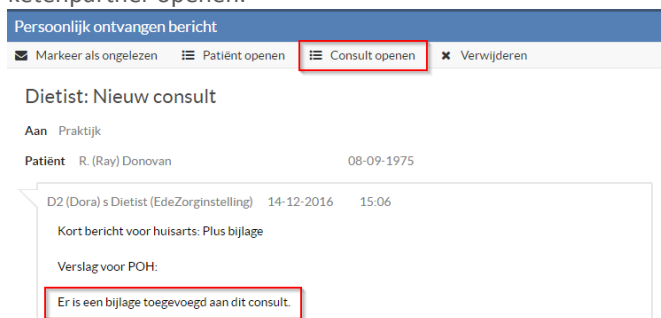 ketenpartner openen.
Persoonlijk ontvangen bericht
Markeer als ongelezen Patiënt openen Consult openen Verwijderen
Dietist: Nieuw consult
Aan Praktijk
Patiënt R. (Ray) Donovan 08-09-1975
D2 (Dora) s Dietist (EdeZorginstelling) 14-12-2016 15:06
Kort bericht voor huisarts: Plus bijlage
Verslag voor POH:
Er is een bijlage toegevoegd aan dit consult.